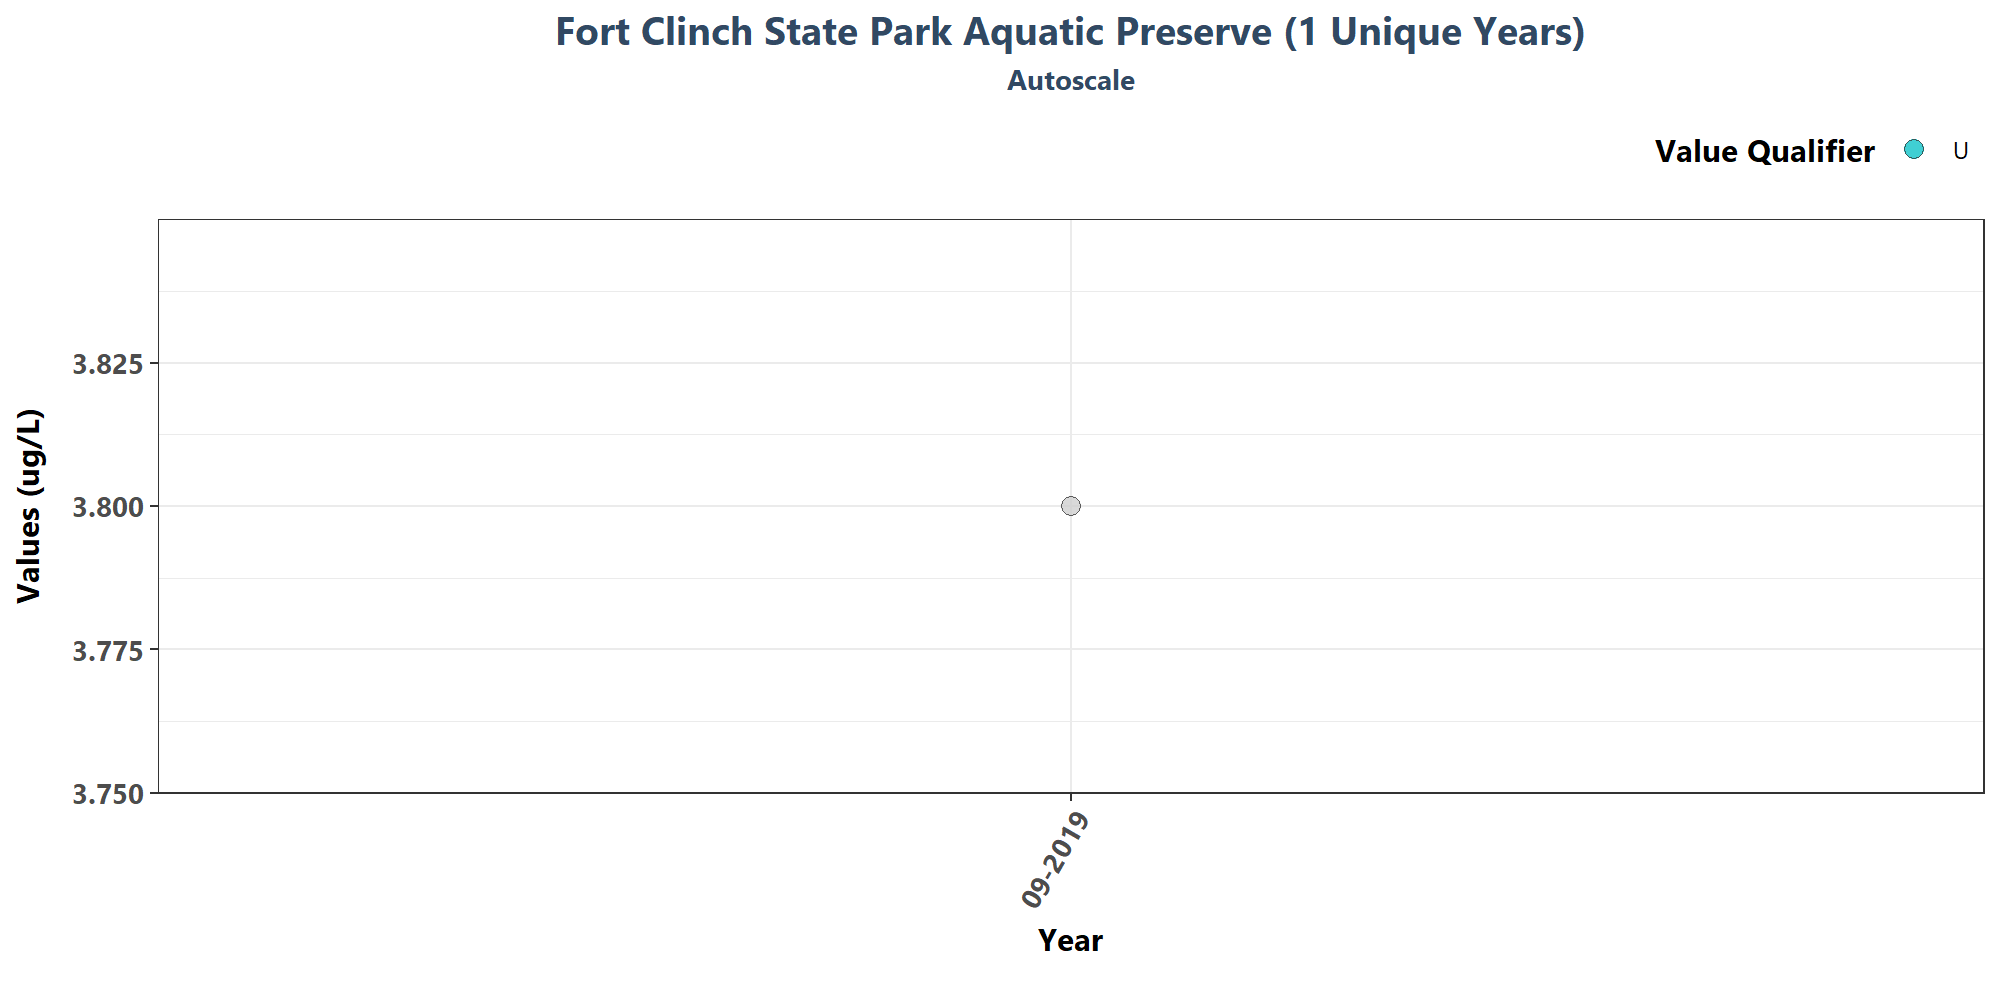 Fort Clinch State Park Aquatic Preserve (1 Unique Years)
Autoscale
Value Qualifier U
Values (ug/L)
3.825
3.800
3.775
3.750
09-2019
Year